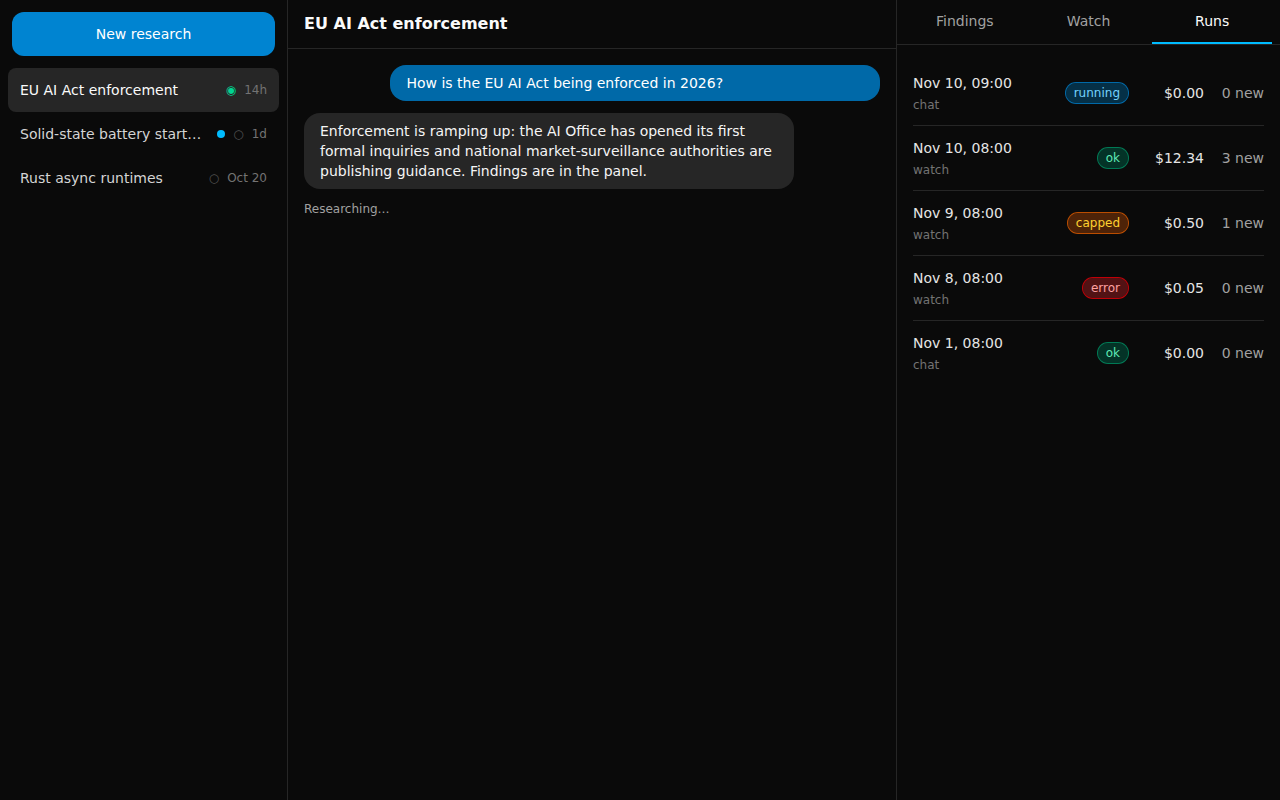 New research
EU AI Act enforcement
14h
Solid-state battery start…
1d
Rust async runtimes
Oct 20
EU AI Act enforcement
How is the EU AI Act being enforced in 2026?
Enforcement is ramping up: the AI Office has opened its first
formal inquiries and national market-surveillance authorities are
publishing guidance. Findings are in the panel.
Researching…
Findings Watch Runs
Nov 10, 09:00
chat
running $0.00 0 new
Nov 10, 08:00
watch
ok $12.34 3 new
Nov 9, 08:00
watch
capped $0.50 1 new
Nov 8, 08:00
watch
error $0.05 0 new
Nov 1, 08:00
chat
ok $0.00 0 new